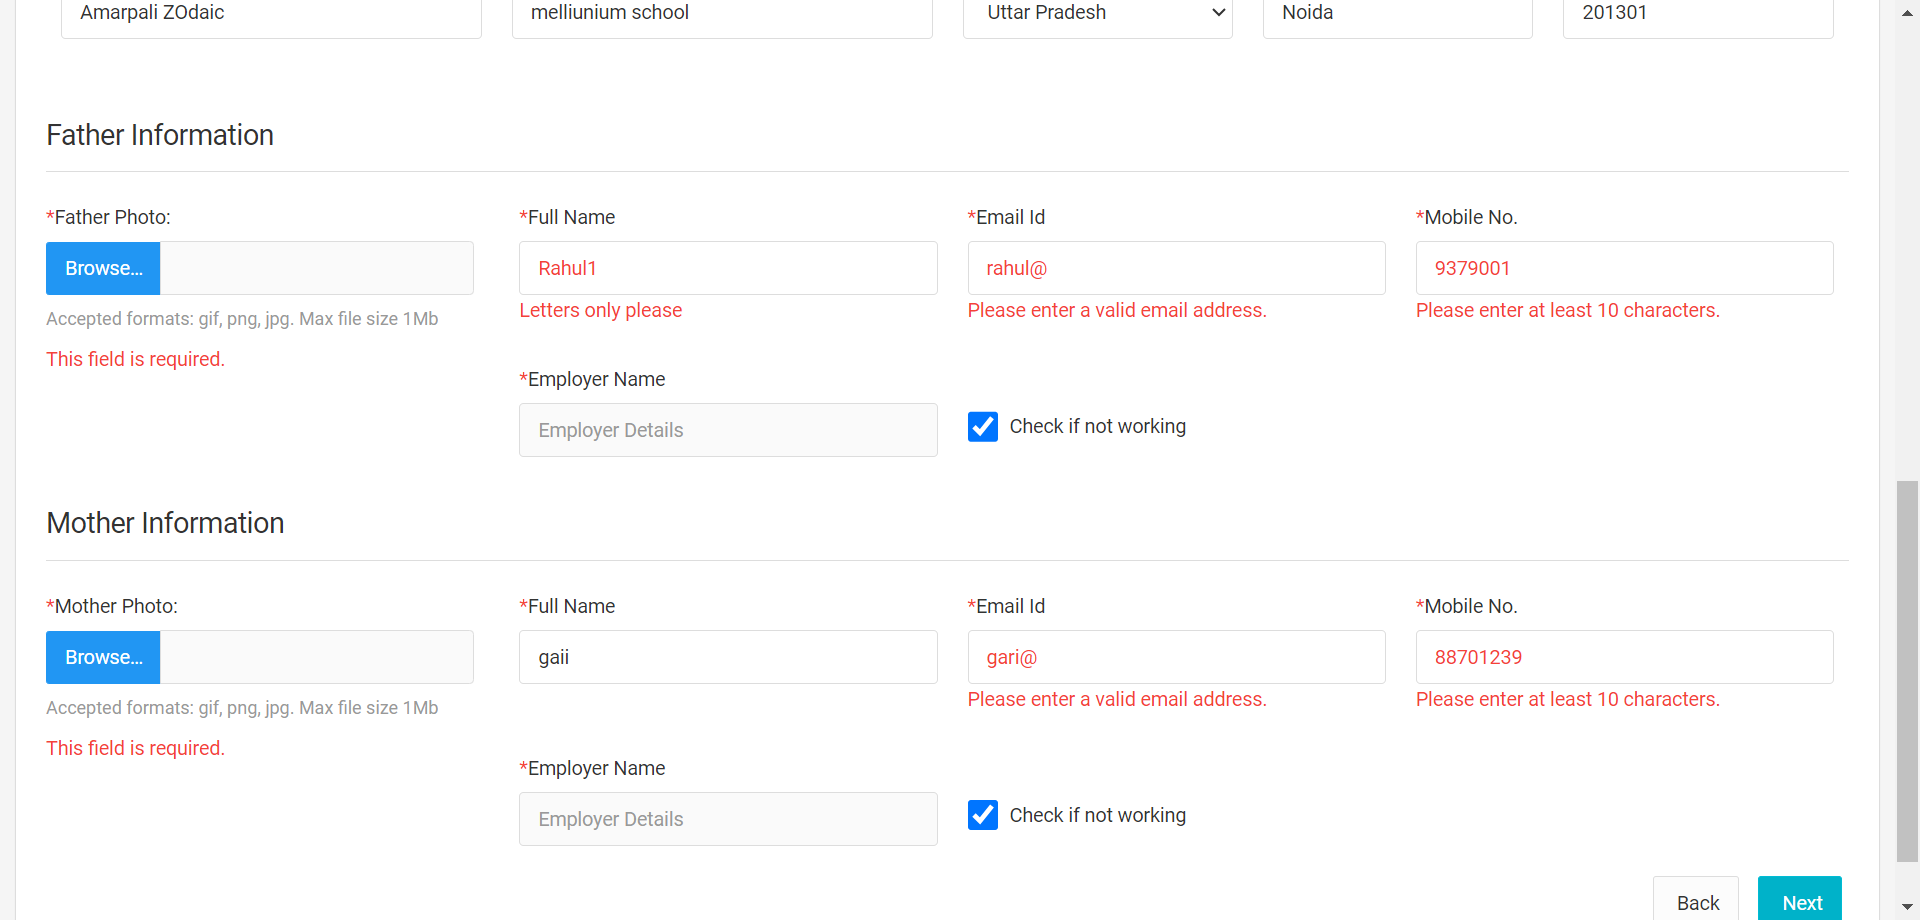 Amarpali ZOdaic
melliunium school
Uttar Pradesh
Noida
201301
Father Information
*Father Photo:
*Full Name
*Email Id
*Mobile No.
Browse...
Rahul1
rahul@
9379001
Accepted formats: gif, png, jpg. Max file size 1Mb
Letters only please
Please enter a valid email address.
Please enter at least 10 characters.
This field is required.
*Employer Name
Employer Details
Check if not working
Mother Information
*Mother Photo:
*Full Name
*Email Id
*Mobile No.
Browse...
gaii
gari@
88701239
Accepted formats: gif, png, jpg. Max file size 1Mb
Please enter a valid email address.
Please enter at least 10 characters.
This field is required.
*Employer Name
Employer Details
Check if not working
Back
Next